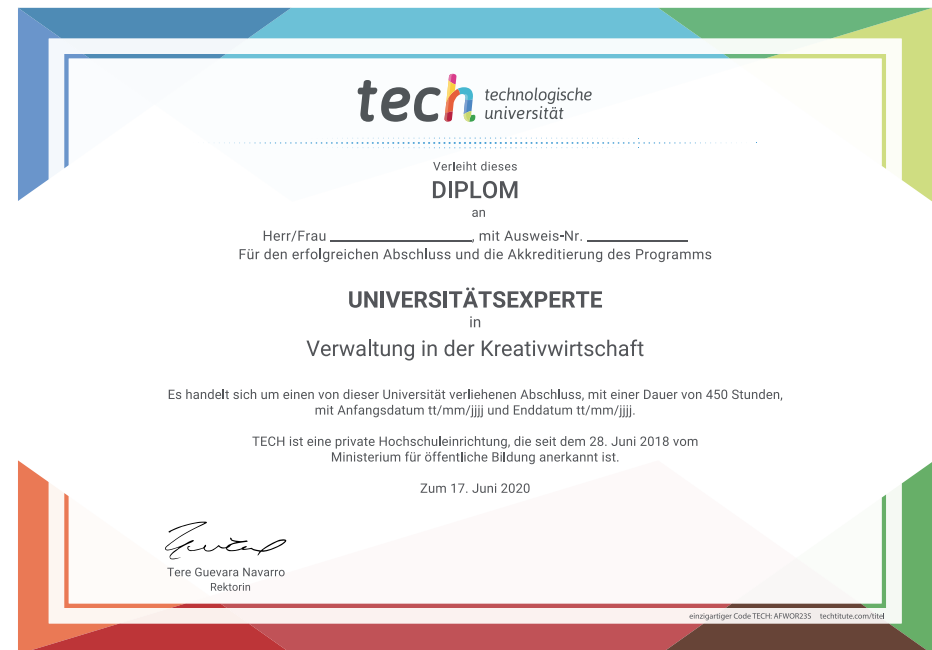 tech technologische
universität
Verleiht dieses
DIPLOM
an
Herr/Frau ____________, mit Ausweis-Nr. ____________
Für den erfolgreichen Abschluss und die Akkreditierung des Programms
UNIVERSITÄTSEXPERTE
in
Verwaltung in der Kreativwirtschaft
Es handelt sich um einen von dieser Universität verliehenen Abschluss, mit einer Dauer von 450 Stunden,
mit Anfangsdatum tt/mm/jjjj und Enddatum tt/mm/jjjj.
TECH ist eine private Hochschuleinrichtung, die seit dem 28. Juni 2018 vom
Ministerium für öffentliche Bildung anerkannt ist.
Zum 17. Juni 2020
Tere Guevara Navarro
Rektorin
einzigartiger Code TECH: AFWOR23S techtitute.com/titel